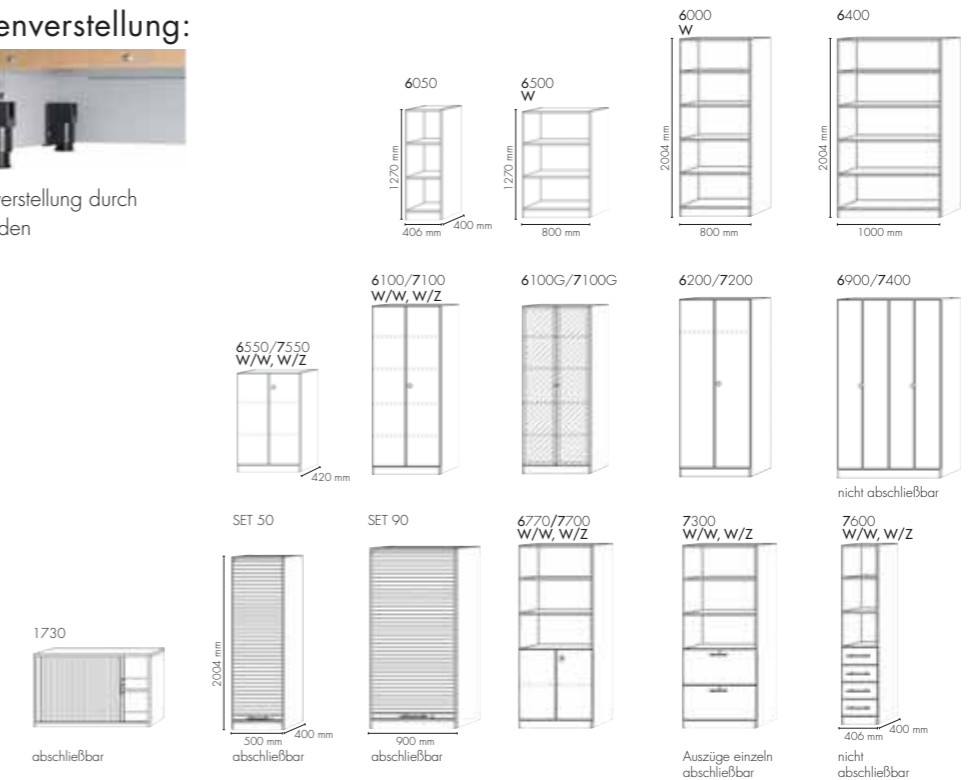 enverstellung:
erstellung durch
den
6000
W
6400
6050
6500
W
1270 mm
406 mm
400 mm
1270 mm
800 mm
2004 mm
800 mm
2004 mm
1000 mm
6100/7100
W/W, W/Z
6100G/7100G
6200/7200
6900/7400
6550/7550
W/W, W/Z
420 mm
nicht abschließbar
SET 50
SET 90
6770/7700
W/W, W/Z
7300
W/W, W/Z
7600
W/W, W/Z
1730
2004 mm
500 mm
400 mm
900 mm
406 mm
400 mm
abschließbar
abschließbar
abschließbar
Auszüge einzeln
abschließbar
nicht
abschließbar